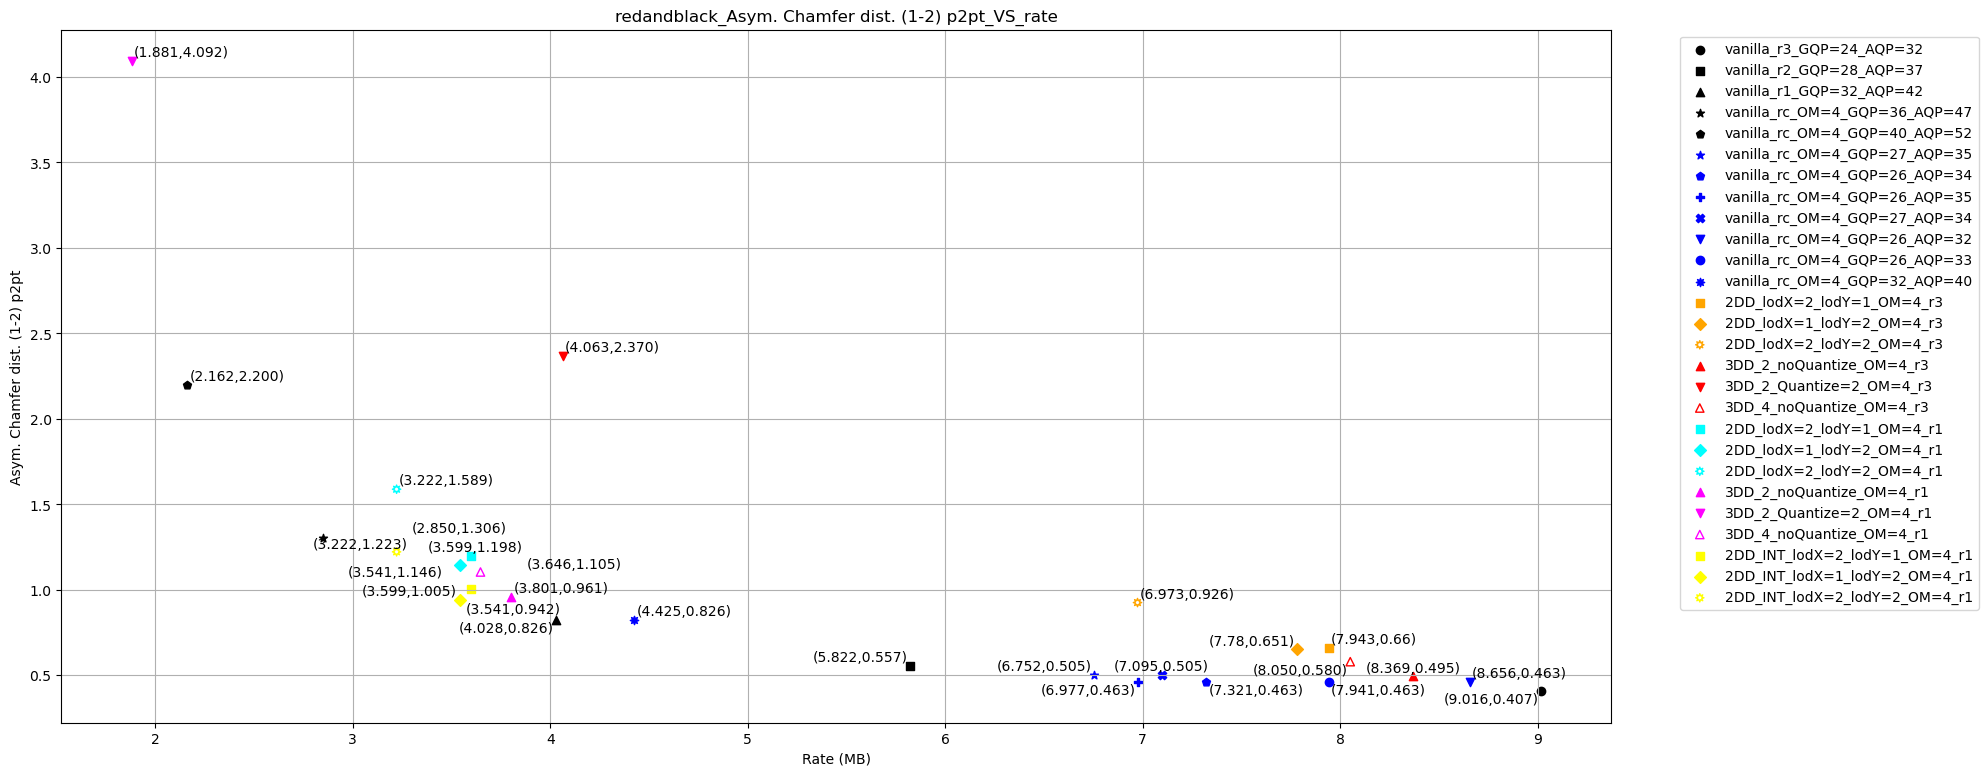 redandblack_Asym. Chamfer dist. (1-2) p2pt_VS_rate
Asym. Chamfer dist. (1-2) p2pt
4.0
3.5
3.0
2.5
2.0
1.5
1.0
0.5
(1.881,4.092)
(4.063,2.370)
(2.162,2.200)
(3.222,1.589)
(2.850,1.306)
(3.222,1.223)
(3.599,1.198)
(3.646,1.105)
(3.541,1.146)
(3.801,0.961)
(3.599,1.005)
(3.541,0.942)
(4.028,0.826)
(4.425,0.826)
(6.973,0.926)
(5.822,0.557)
(7.78,0.651)
(7.943,0.66)
(6.752,0.505)
(7.095,0.505)
(8.050,0.580)
(8.369,0.495)
(8.656,0.463)
(6.977,0.463)
(7.321,0.463)
(7.941,0.463)
(9.016,0.407)
2
3
4
5
6
7
8
9
Rate (MB)
vanilla_r3_GQP=24_AQP=32
vanilla_r2_GQP=28_AQP=37
vanilla_r1_GQP=32_AQP=42
vanilla_rc_OM=4_GQP=36_AQP=47
vanilla_rc_OM=4_GQP=40_AQP=52
vanilla_rc_OM=4_GQP=27_AQP=35
vanilla_rc_OM=4_GQP=26_AQP=34
vanilla_rc_OM=4_GQP=26_AQP=35
vanilla_rc_OM=4_GQP=27_AQP=34
vanilla_rc_OM=4_GQP=26_AQP=32
vanilla_rc_OM=4_GQP=26_AQP=33
vanilla_rc_OM=4_GQP=32_AQP=40
2DD_lodX=2_lodY=1_OM=4_r3
2DD_lodX=1_lodY=2_OM=4_r3
2DD_lodX=2_lodY=2_OM=4_r3
3DD_2_noQuantize_OM=4_r3
3DD_2_Quantize=2_OM=4_r3
3DD_4_noQuantize_OM=4_r3
2DD_lodX=2_lodY=1_OM=4_r1
2DD_lodX=1_lodY=2_OM=4_r1
2DD_lodX=2_lodY=2_OM=4_r1
3DD_2_noQuantize_OM=4_r1
3DD_2_Quantize=2_OM=4_r1
3DD_4_noQuantize_OM=4_r1
2DD_INT_lodX=2_lodY=1_OM=4_r1
2DD_INT_lodX=1_lodY=2_OM=4_r1
2DD_INT_lodX=2_lodY=2_OM=4_r1